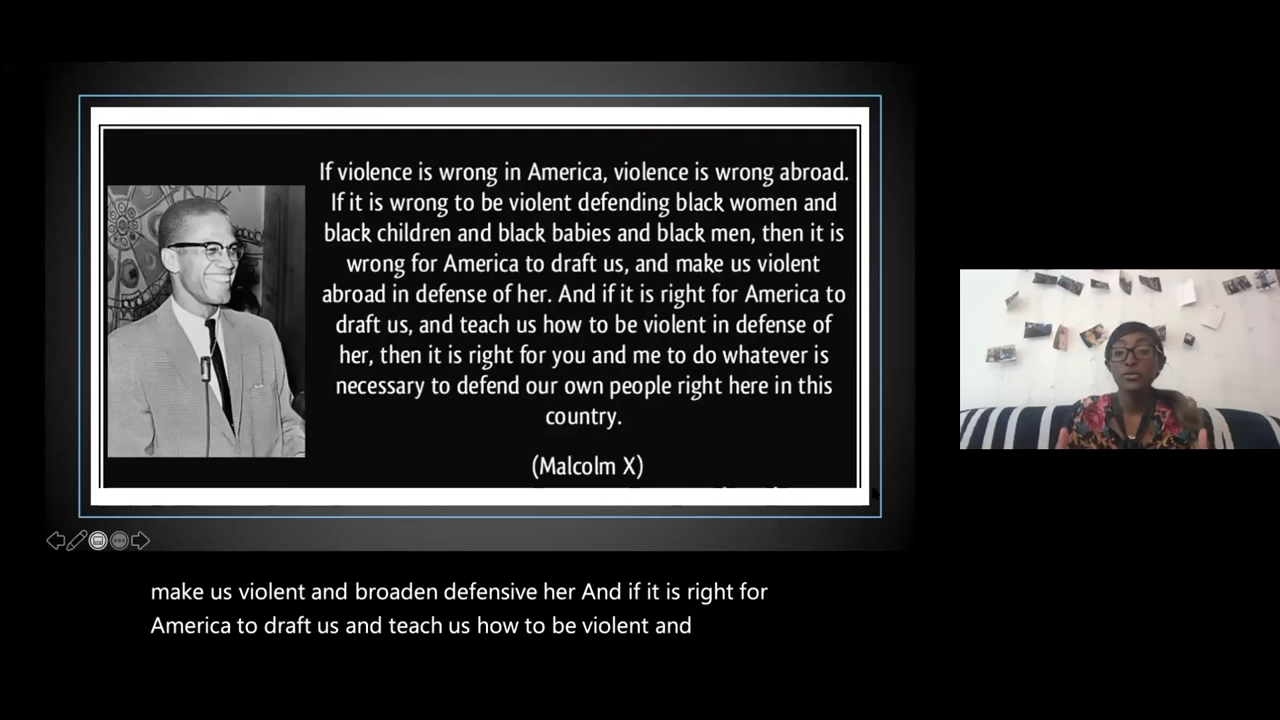 If violence is wrong in America, violence is wrong abroad.
If it is wrong to be violent defending black women and
black children and black babies and black men, then it is
wrong for America to draft us, and make us violent
abroad in defense of her. And if it is right for America to
draft us, and teach us how to be violent in defense of
her, then it is right for you and me to do whatever is
necessary to defend our own people right here in this
country.
(Malcolm X)
make us violent and broaden defensive her And if it is right for
America to draft us and teach us how to be violent and